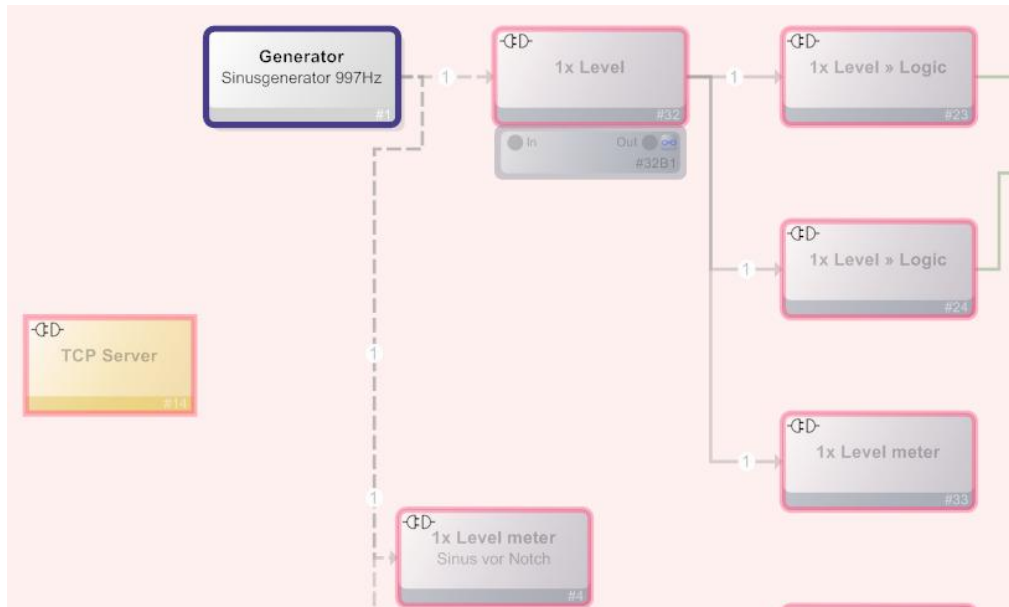 Generator
Sinusgenerator 997Hz
#1
1
1x Level
#32
In
Out
#32B1
1
1x Level » Logic
#23
1
1x Level » Logic
#24
TCP Server
#14
1
1
1x Level meter
#33
1
1x Level meter
Sinus vor Notch
#4